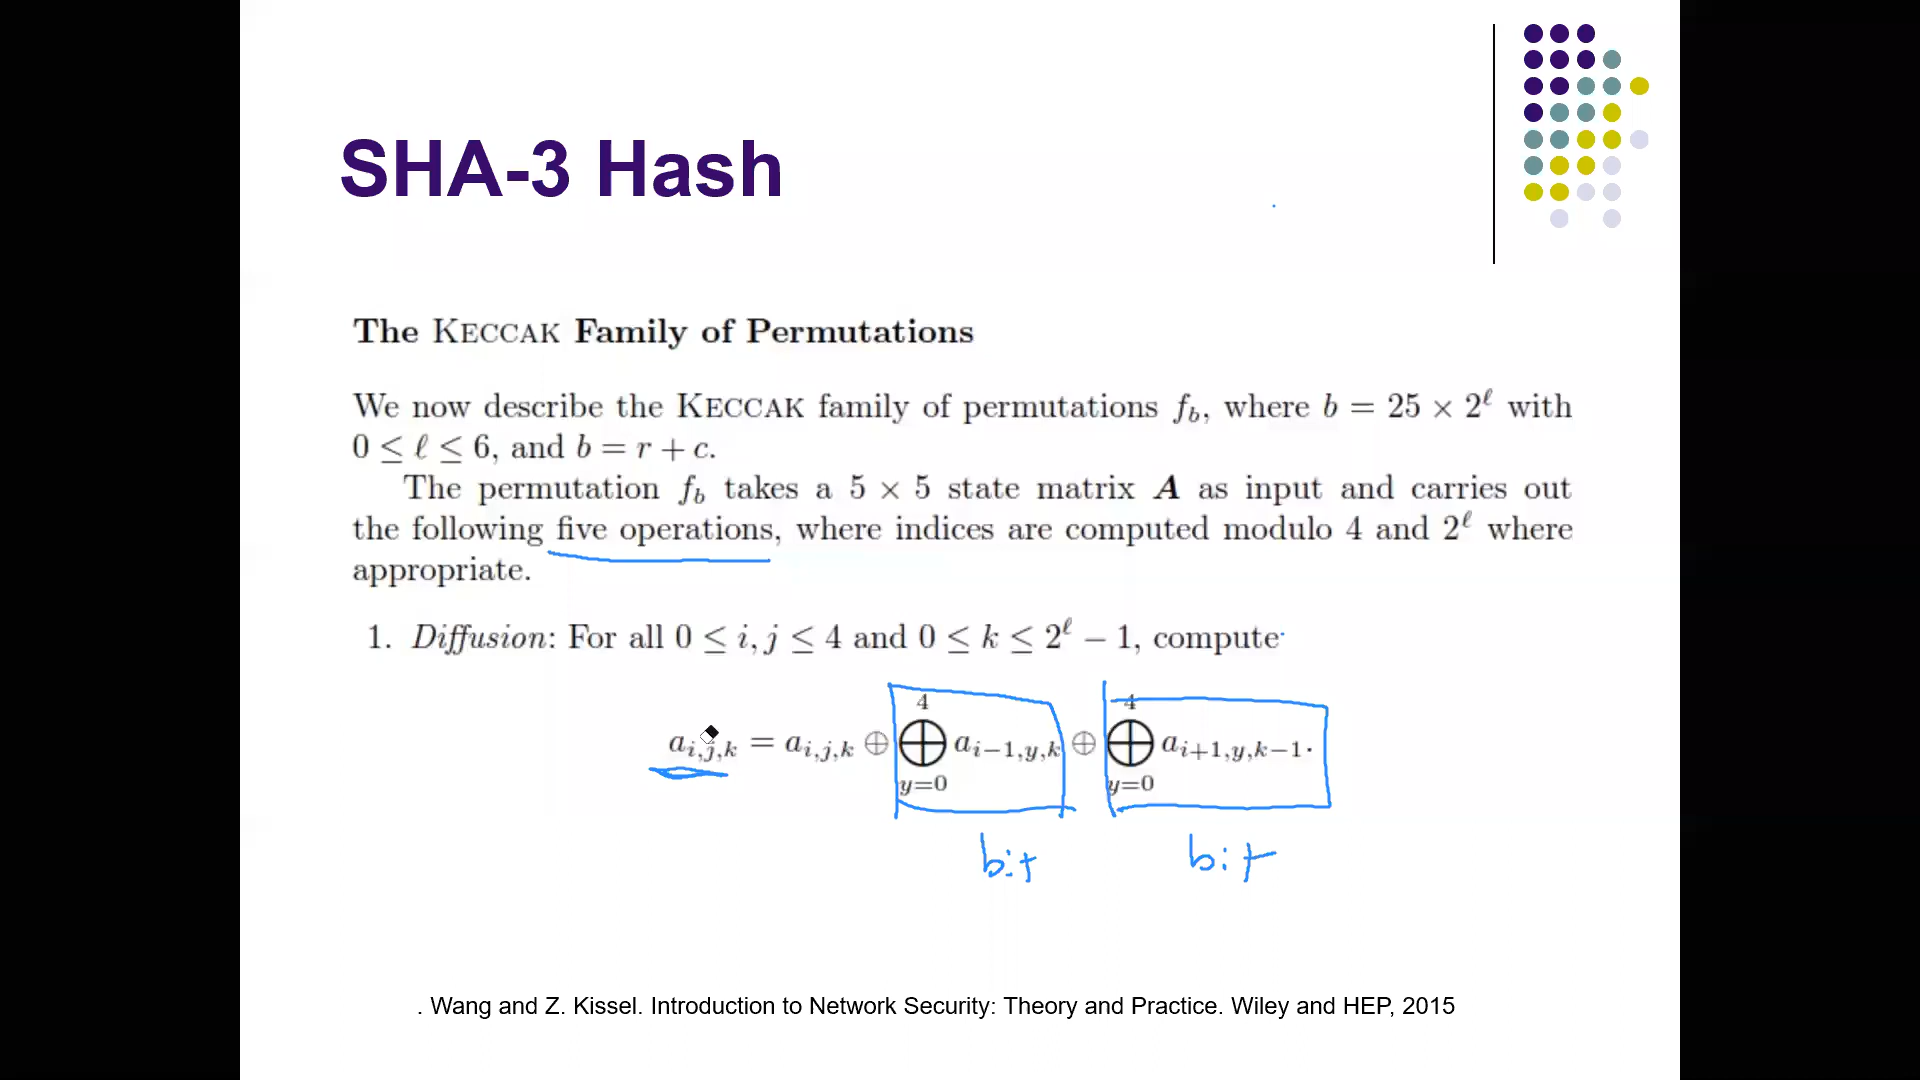 SHA-3 Hash
The KECCAK Family of Permutations
We now describe the KECCAK family of permutations f_b, where b = 25 × 2^ℓ with
0 ≤ ℓ ≤ 6, and b = r + c.
The permutation f_b takes a 5 × 5 state matrix A as input and carries out
the following five operations, where indices are computed modulo 4 and 2^ℓ where
appropriate.
1. Diffusion: For all 0 ≤ i, j ≤ 4 and 0 ≤ k ≤ 2^ℓ − 1, compute
a_{i,j,k} = a_{i,j,k} ⊕ ⨁_{y=0}^{4} a_{i−1,y,k} ⊕ ⨁_{y=0}^{4} a_{i+1,y,k−1}.
bit bit
. Wang and Z. Kissel. Introduction to Network Security: Theory and Practice. Wiley and HEP, 2015